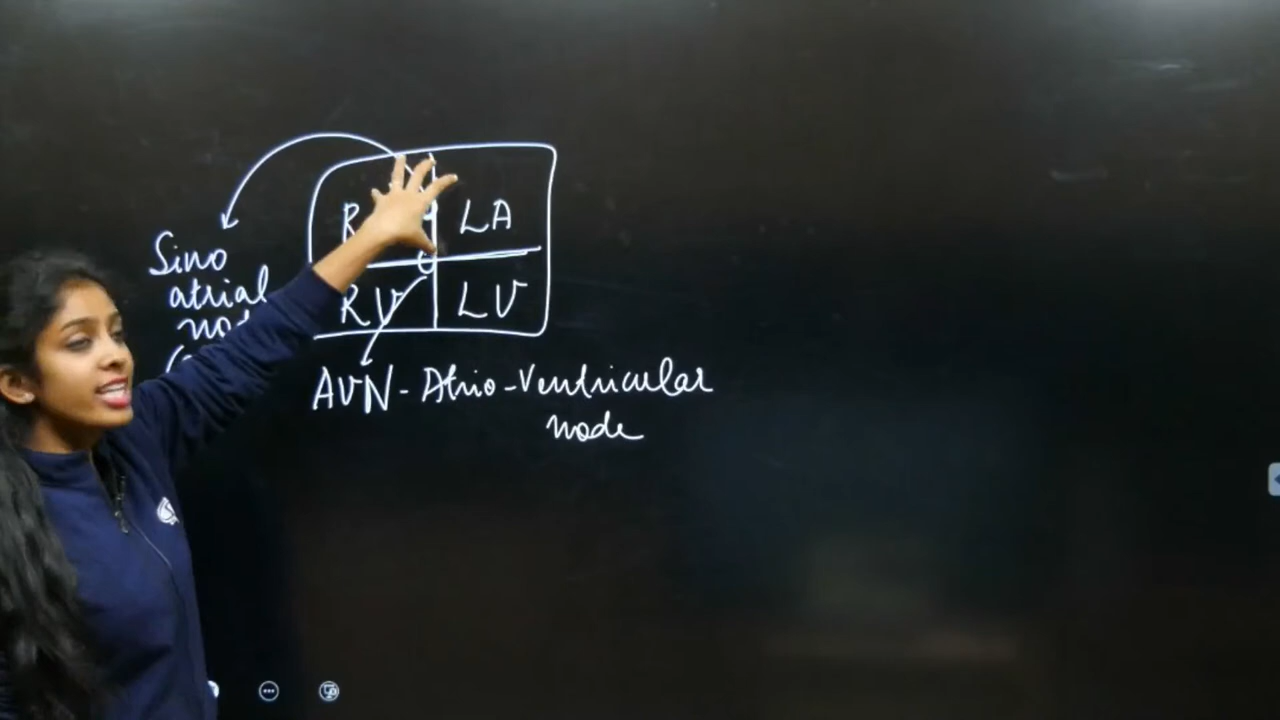 LA
Sino
atrial
RV LV
AVN - Atrio-Ventricular
node